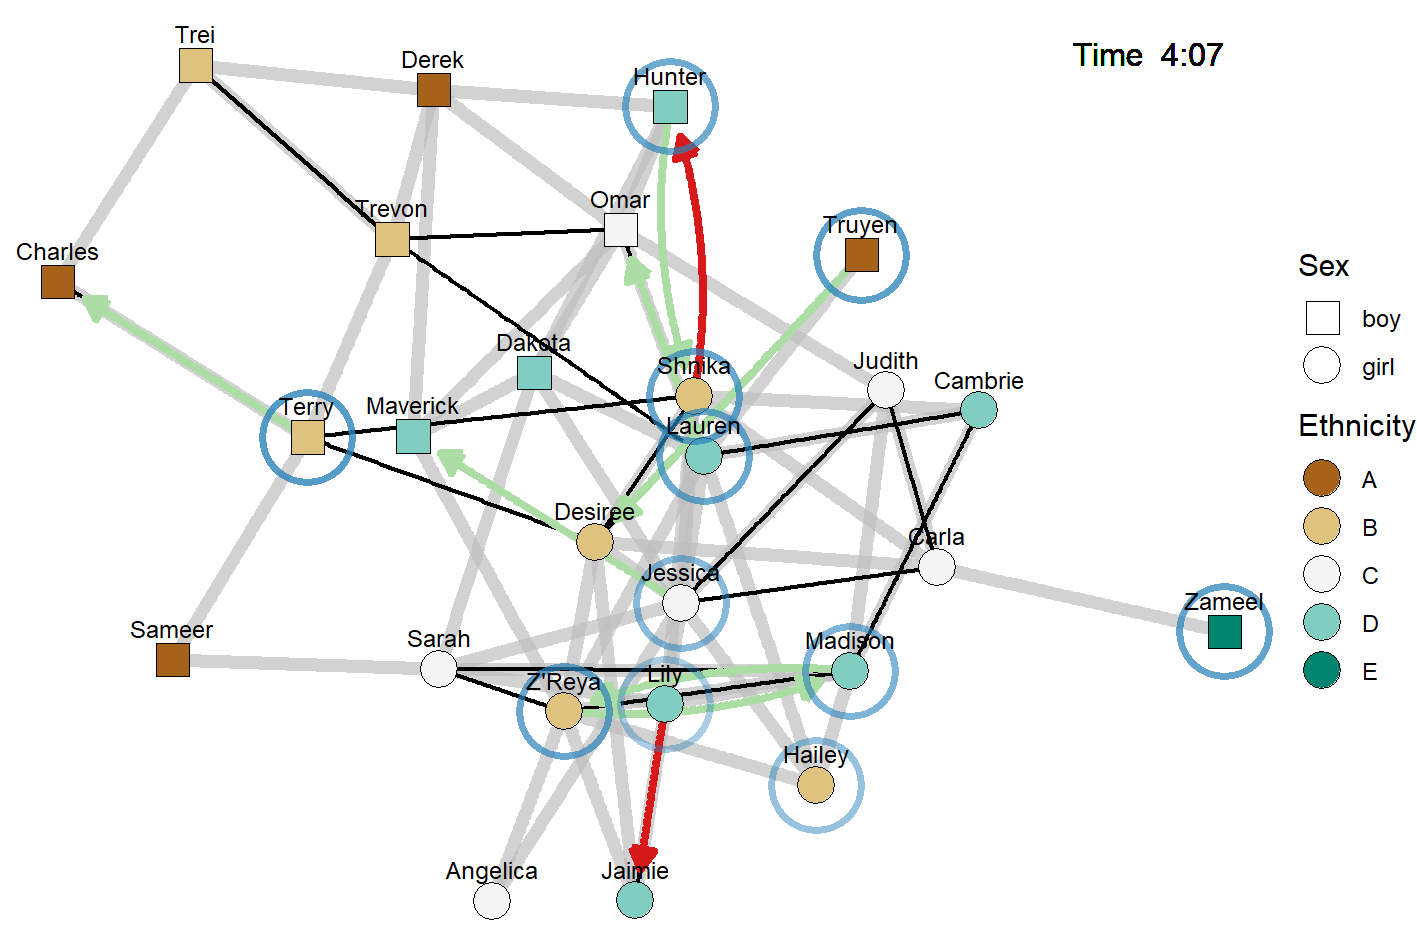 Trei
Derek
Hunter
Time 4:07
Trevon
Omar
Truyen
Charles
Dakota
Shnika
Judith
Cambrie
Terry
Maverick
Lauren
Desiree
Carla
Jessica
Zameel
Sameer
Sarah
Madison
Z'Reya
Lily
Hailey
Angelica
Jaimie
Sex
boy
girl
Ethnicity
A
B
C
D
E